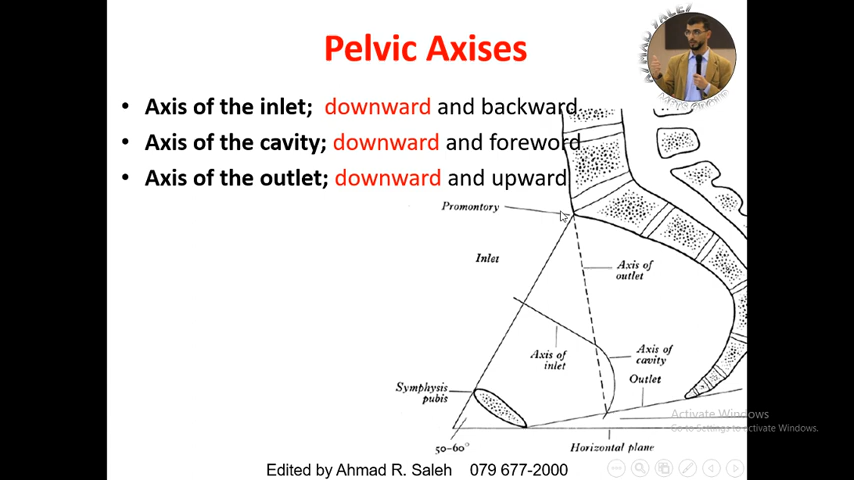 Pelvic Axises
• Axis of the inlet; downward and backward
• Axis of the cavity; downward and foreword
• Axis of the outlet; downward and upward
Promontory
Inlet
Axis of
outlet
Axis of
inlet
Axis of
cavity
Outlet
Symphysis
pubis
50-60°
Horizontal plane
Activate Windows
Go to Settings to activate Windows.
Edited by Ahmad R. Saleh 079 677-2000